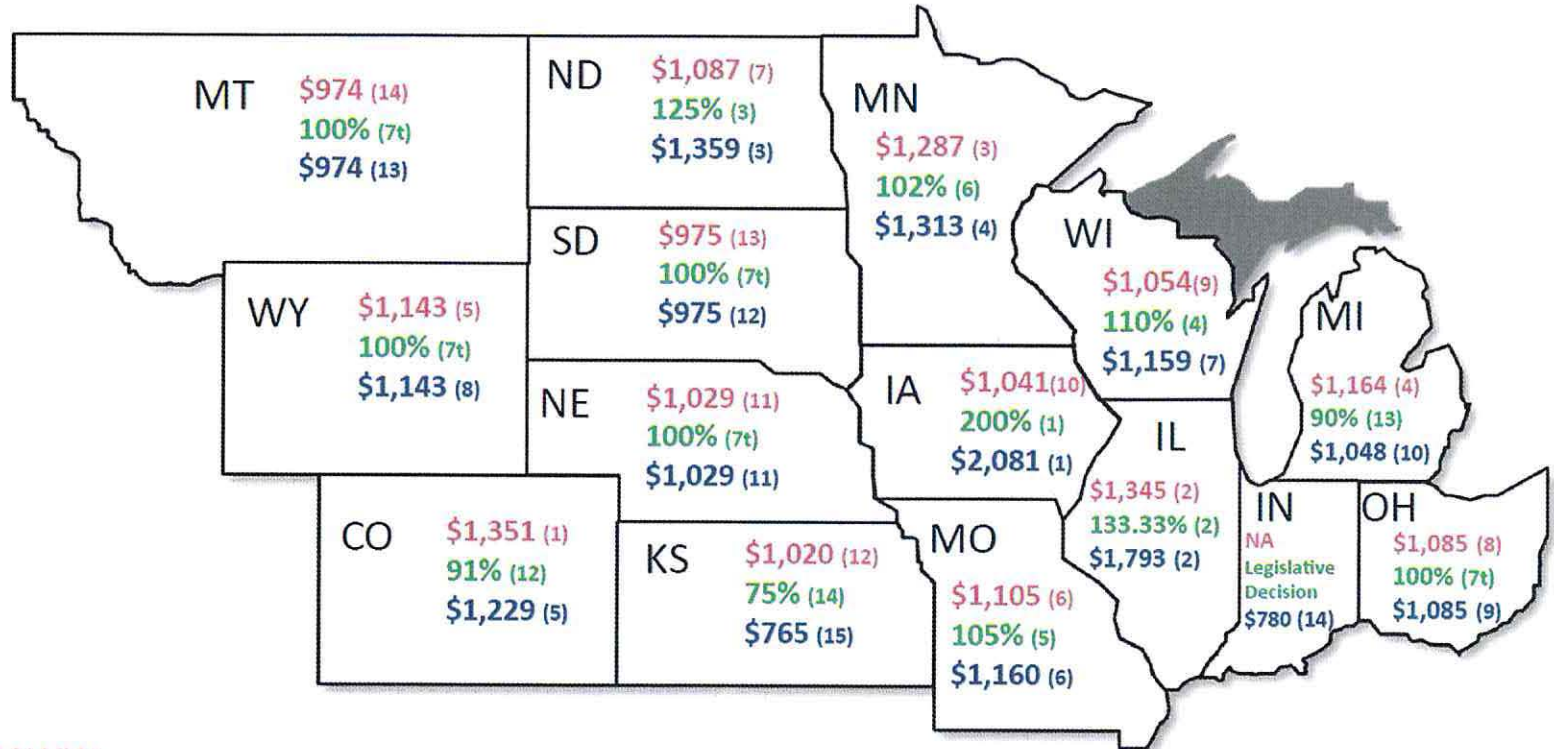 MT
$974 (14)
100% (7t)
$974 (13)
ND
$1,087 (7)
125% (3)
$1,359 (3)
MN
$1,287 (3)
102% (6)
$1,313 (4)
SD
$975 (13)
100% (7t)
$975 (12)
WI
$1,054(9)
110% (4)
$1,159 (7)
WY
$1,143 (5)
100% (7t)
$1,143 (8)
MI
$1,164 (4)
90% (13)
$1,048 (10)
NE
$1,029 (11)
100% (7t)
$1,029 (11)
IA
$1,041(10)
200% (1)
$2,081 (1)
IL
$1,345 (2)
133.33% (2)
$1,793 (2)
IN
NA
Legislative
Decision
$780 (14)
OH
$1,085 (8)
100% (7t)
$1,085 (9)
CO
$1,351 (1)
91% (12)
$1,229 (5)
KS
$1,020 (12)
75% (14)
$765 (15)
MO
$1,105 (6)
105% (5)
$1,160 (6)